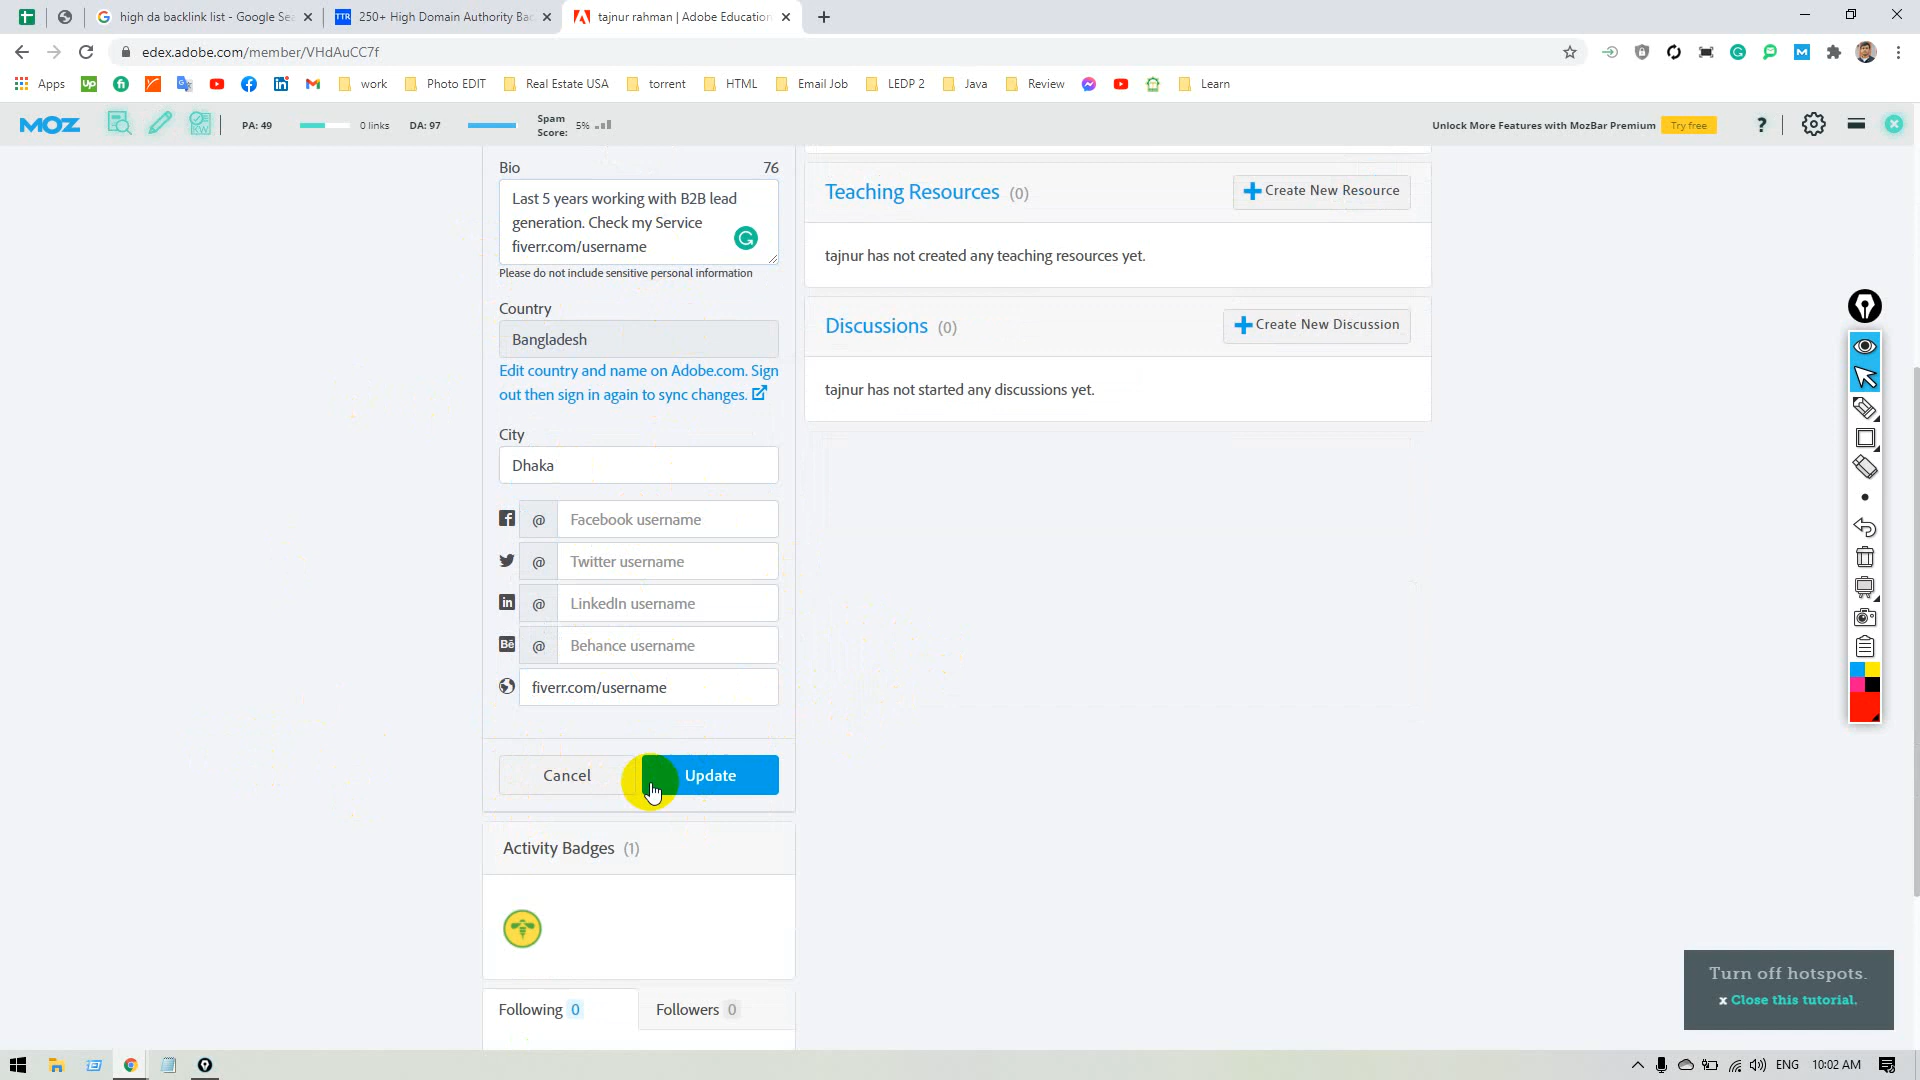 high da backlink list - Google Sea
250+ High Domain Authority Bac
tajnur rahman | Adobe Education
edex.adobe.com/member/VHdAuCC7f
Apps
work
Photo EDIT
Real Estate USA
torrent
HTML
Email Job
LEDP 2
Java
Review
Learn
MOZ
PA: 49
0 links
DA: 97
Spam
Score:
5%
Unlock More Features with MozBar Premium
Try free
?
Bio
76
Last 5 years working with B2B lead
generation. Check my Service
fiverr.com/username
Please do not include sensitive personal information
Country
Bangladesh
Edit country and name on Adobe.com. Sign
out then sign in again to sync changes.
City
Dhaka
@ Facebook username
@ Twitter username
@ LinkedIn username
@ Behance username
fiverr.com/username
Cancel
Update
Activity Badges (1)
Following 0
Followers 0
Teaching Resources (0)
Create New Resource
tajnur has not created any teaching resources yet.
Discussions (0)
Create New Discussion
tajnur has not started any discussions yet.
Turn off hotspots.
x Close this tutorial.
ENG
10:02 AM